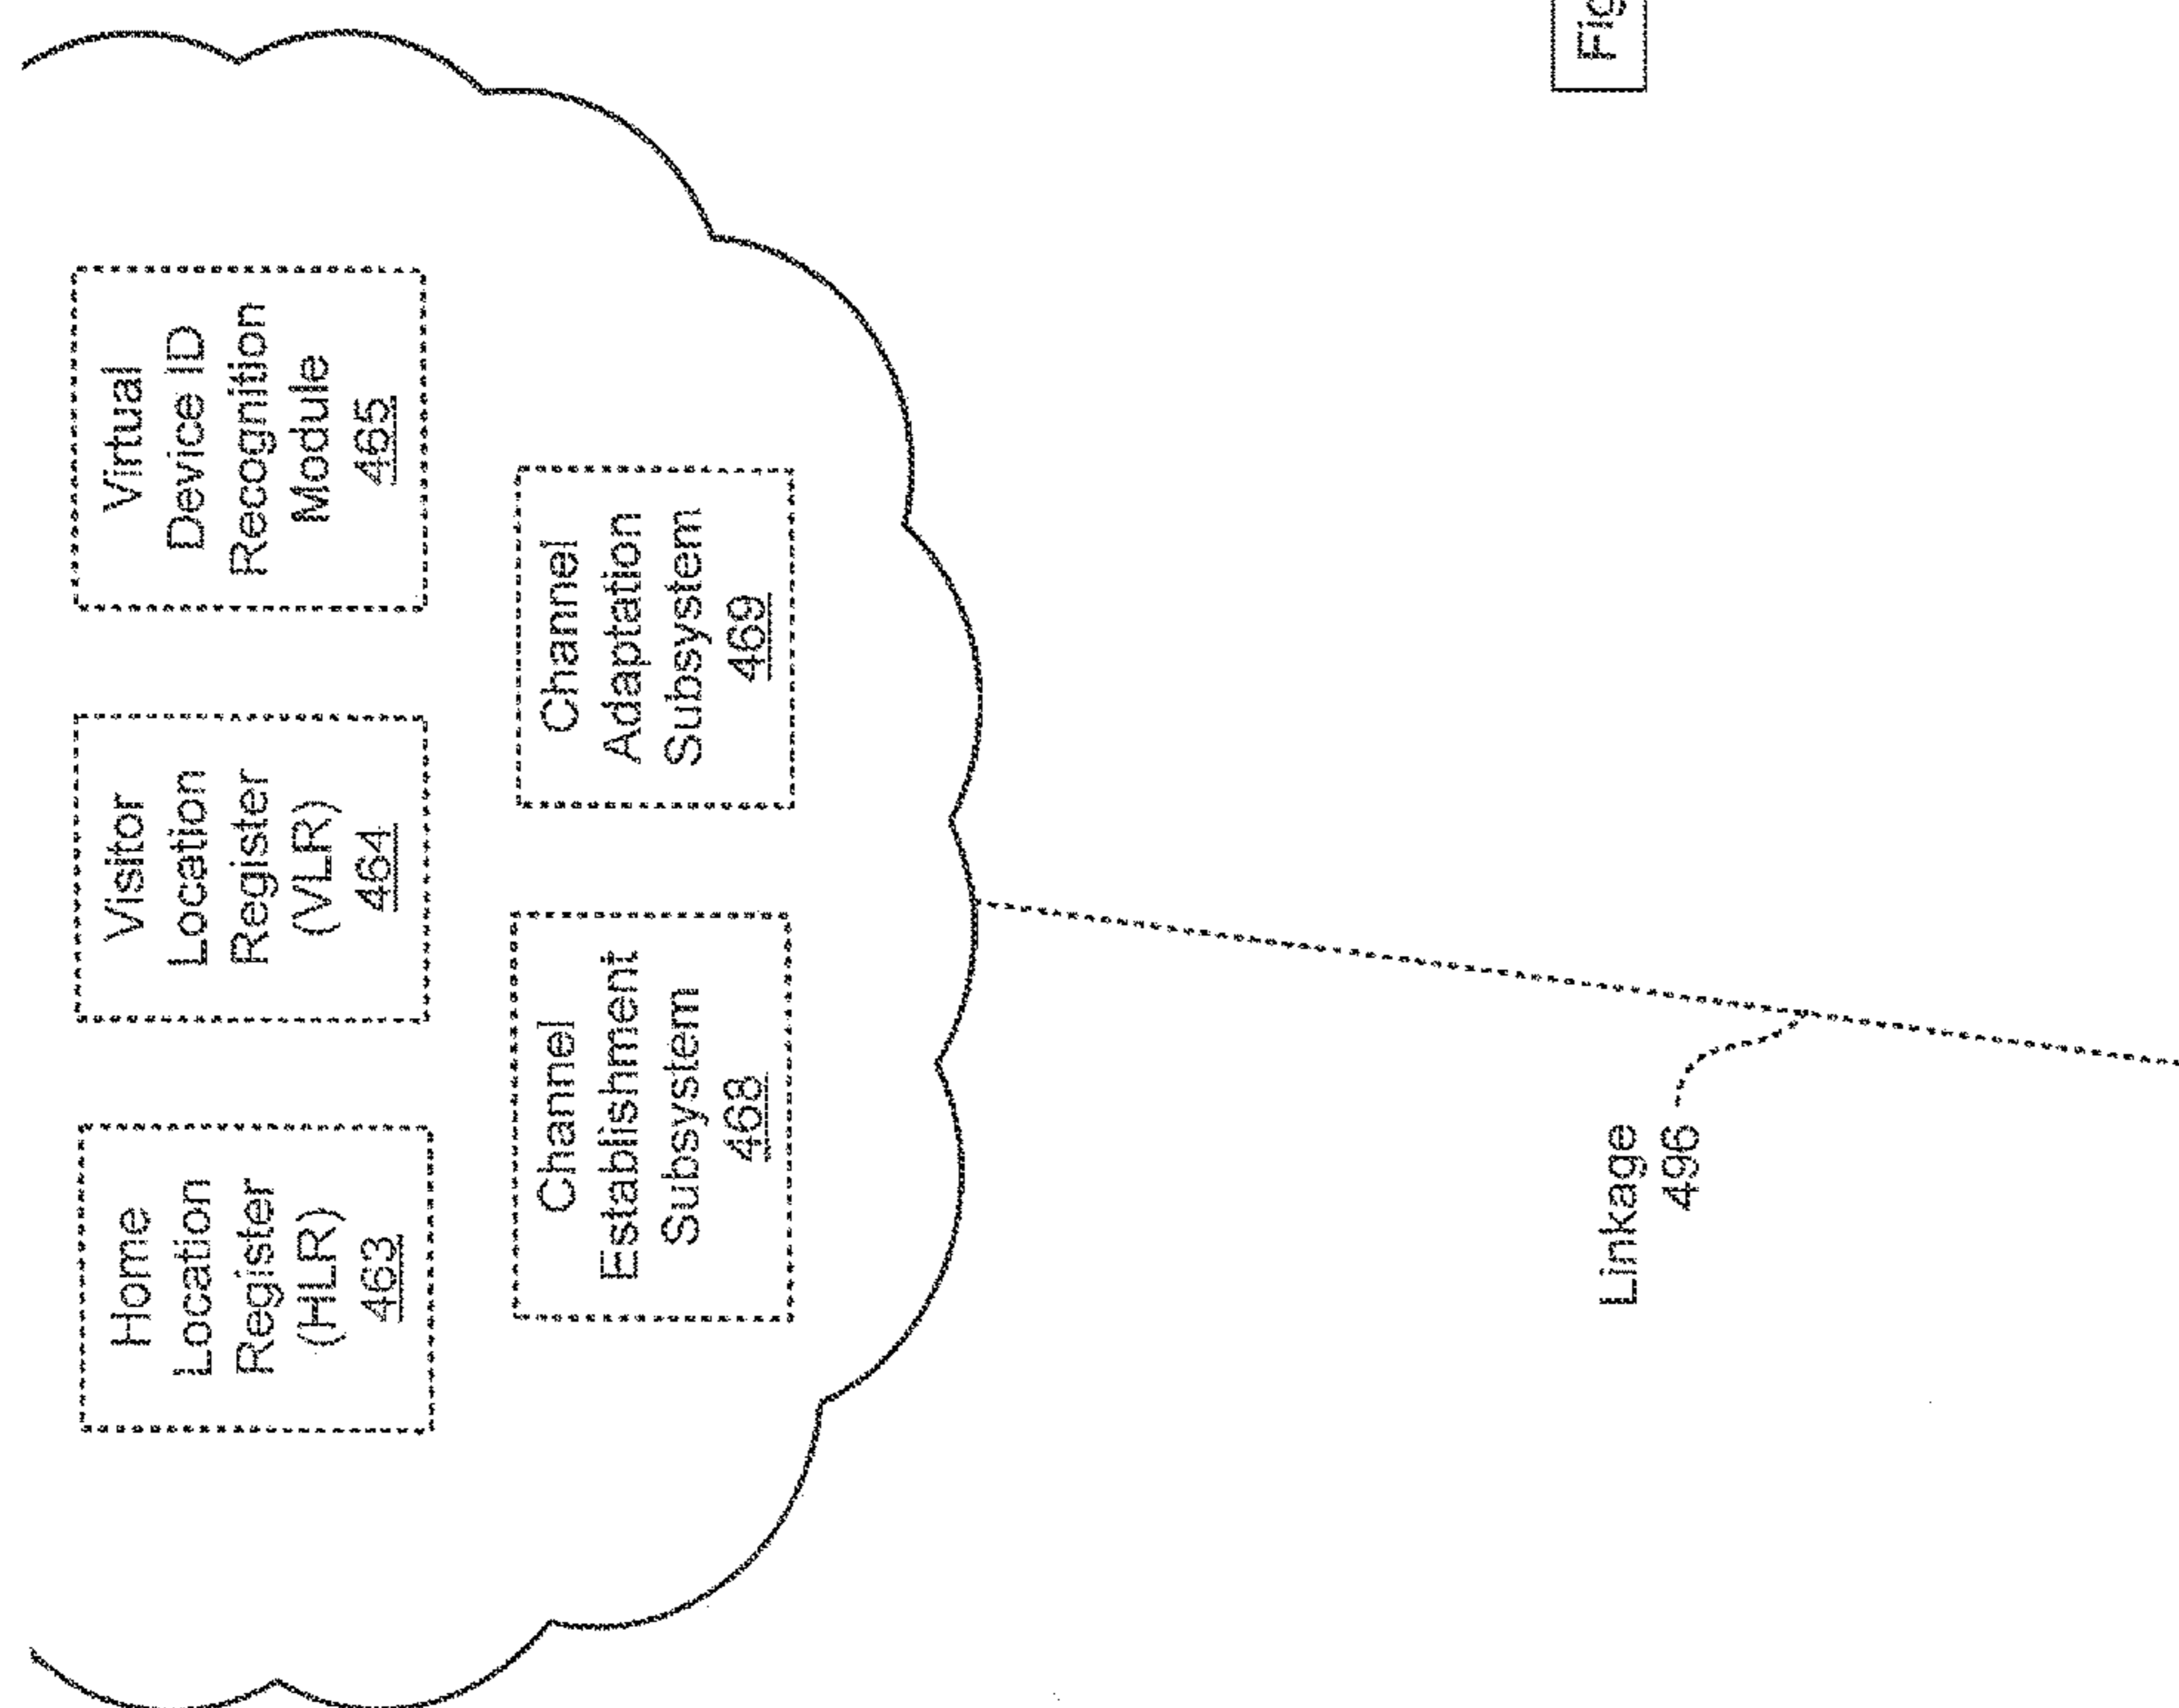 Home
Location
Register
(HLR)
463
Visitor
Location
Register
(VLR)
464
Virtual
Device ID
Recognition
Module
465
Channel
Establishment
Subsystem
468
Channel
Adaptation
Subsystem
469
Linkage
496
Fig